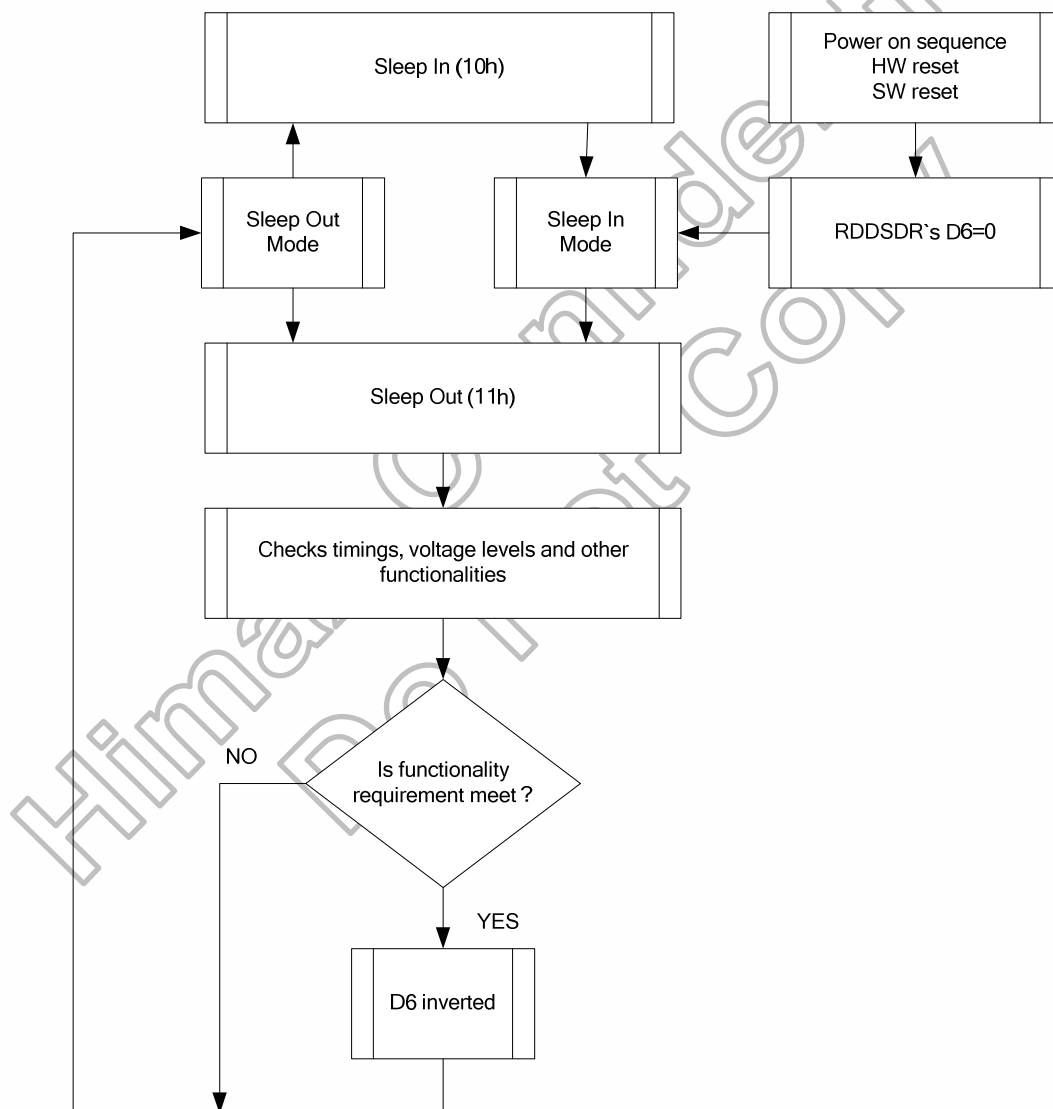 Sleep In (10h)
Power on sequence
HW reset
SW reset
Sleep Out
Mode
Sleep In
Mode
RDDSDR`s D6=0
Sleep Out (11h)
Checks timings, voltage levels and other
functionalities
Is functionality
requirement meet ?
NO
YES
D6 inverted